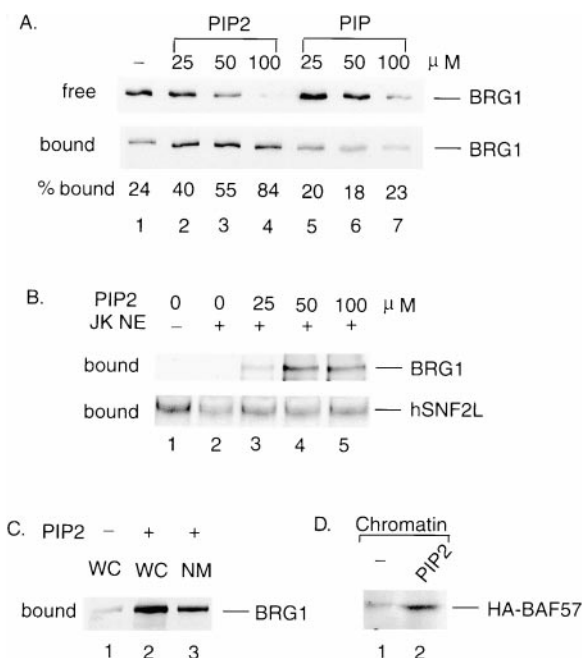 A.
PIP2 PIP
– 25 50 100 25 50 100 μ M
free BRG1
bound BRG1
% bound 24 40 55 84 20 18 23
1 2 3 4 5 6 7
B.
PIP2 0 0 25 50 100 μ M
JK NE – + + + +
bound BRG1
bound hSNF2L
1 2 3 4 5
C.
PIP2 – + +
WC WC NM
bound BRG1
1 2 3
D.
Chromatin
– PIP2
HA-BAF57
1 2